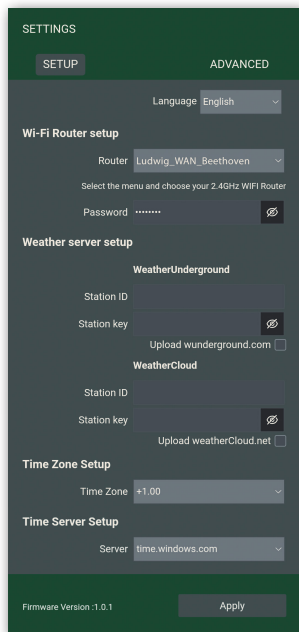 SETTINGS
SETUP ADVANCED
Language English
Wi-Fi Router setup
Router Ludwig_WAN_Beethoven
Select the menu and choose your 2.4GHz WIFI Router
Password ••••••••
Weather server setup
WeatherUnderground
Station ID
Station key
Upload wunderground.com
WeatherCloud
Station ID
Station key
Upload weatherCloud.net
Time Zone Setup
Time Zone +1.00
Time Server Setup
Server time.windows.com
Firmware Version :1.0.1 Apply